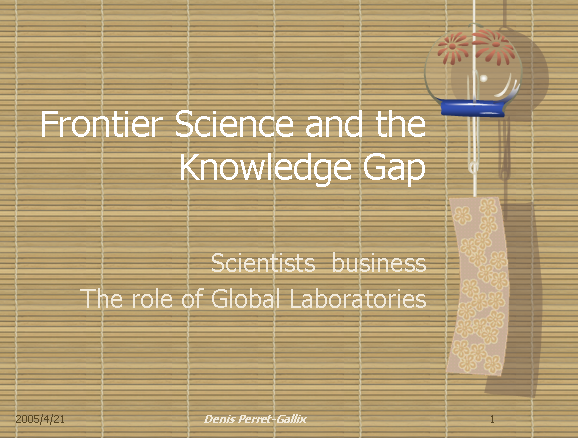 Frontier Science and the
Knowledge Gap
Scientists  business
The role of Global Laboratories
2005/4/21
Denis Perret-Gallix
1